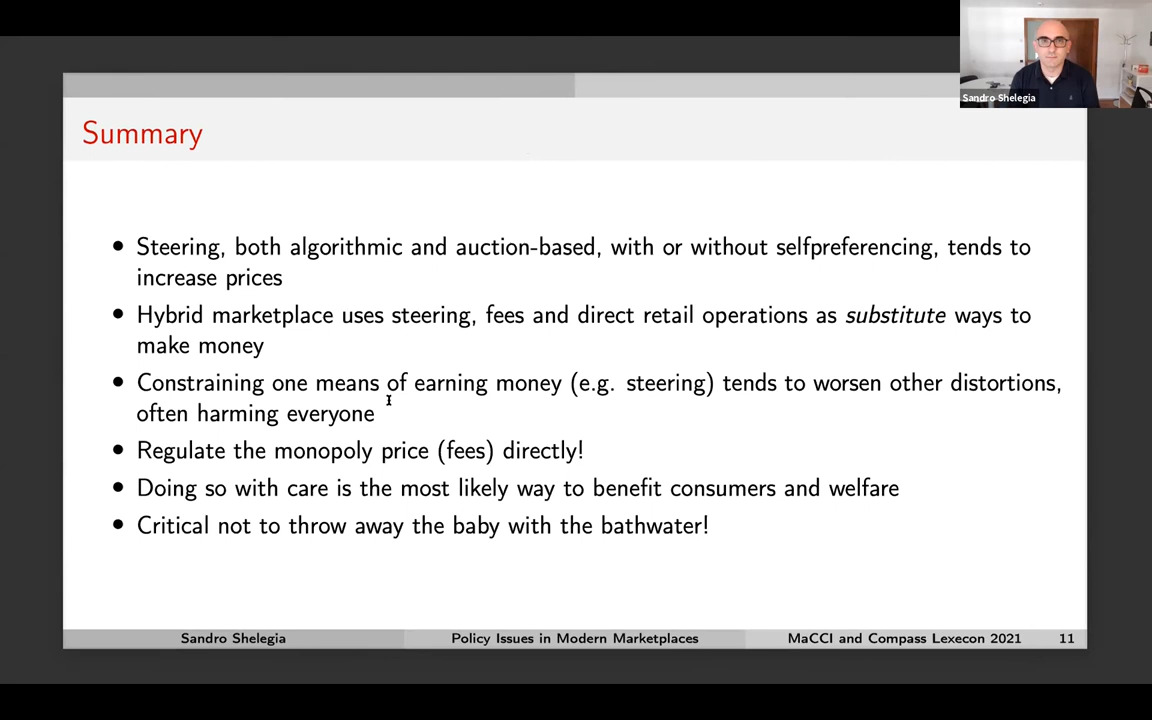 Sandro Shelegia
Summary
• Steering, both algorithmic and auction-based, with or without selfpreferencing, tends to
increase prices
• Hybrid marketplace uses steering, fees and direct retail operations as substitute ways to
make money
• Constraining one means of earning money (e.g. steering) tends to worsen other distortions,
often harming everyone
• Regulate the monopoly price (fees) directly!
• Doing so with care is the most likely way to benefit consumers and welfare
• Critical not to throw away the baby with the bathwater!
Sandro Shelegia Policy Issues in Modern Marketplaces MaCCI and Compass Lexecon 2021 11